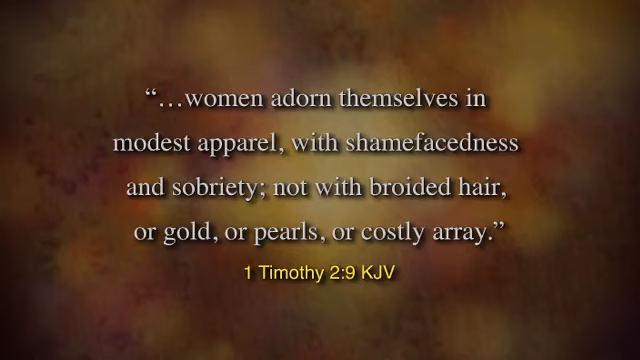 “…women adorn themselves in
modest apparel, with shamefacedness
and sobriety; not with broided hair,
or gold, or pearls, or costly array.”
1 Timothy 2:9 KJV